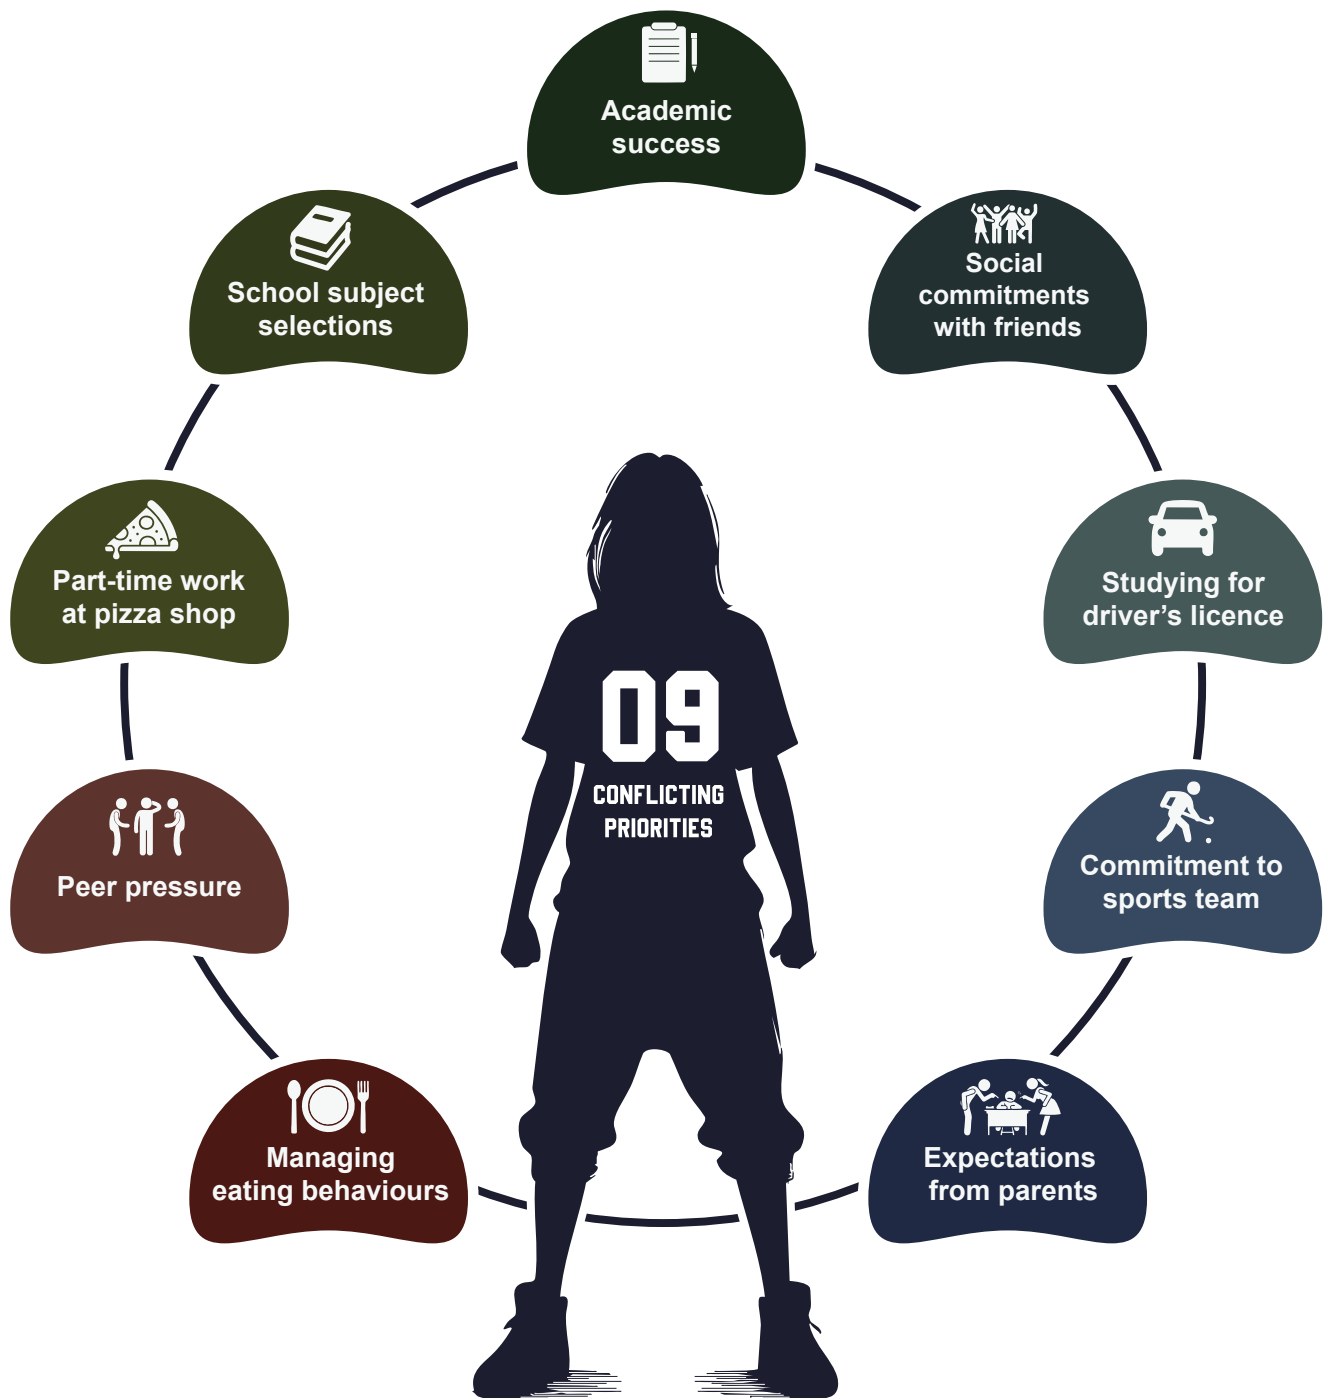 Academic
success
Social
commitments
with friends
Studying for
driver’s licence
Commitment to
sports team
Expectations
from parents
Managing
eating behaviours
Peer pressure
Part-time work
at pizza shop
School subject
selections
09
CONFLICTING
PRIORITIES